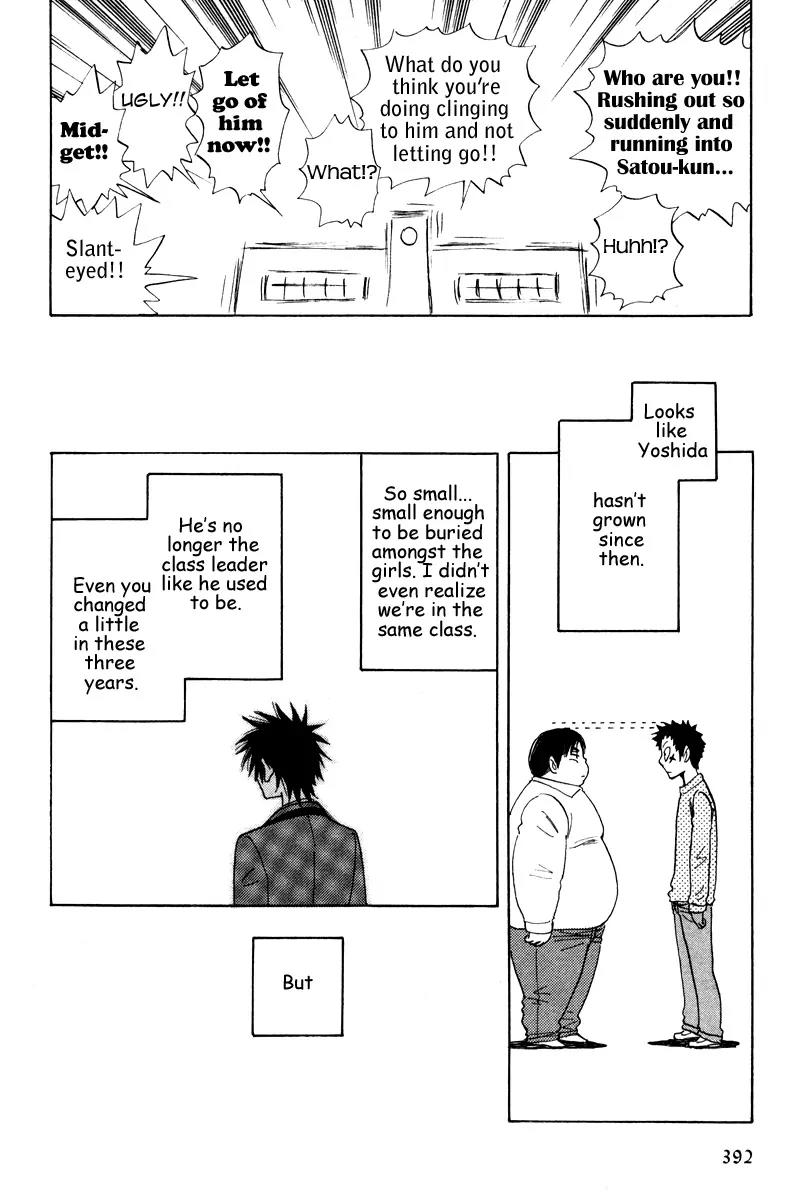 Who are you!!
Rushing out so
suddenly and
running into
Satou-kun...
Huhh!?
What do you
think you're
doing clinging
to him and not
letting go!!
What!?
Let
go of
him
now!!
UGLY!!
Mid-
get!!
Slant-
eyed!!
Looks
like
Yoshida
hasn't
grown
since
then.
So small...
small enough
to be buried
amongst the
girls. I didn't
even realize
we're in the
same class.
He's no
longer the
class leader
like he used
to be.
Even you
changed
a little
in these
three
years.
But
392